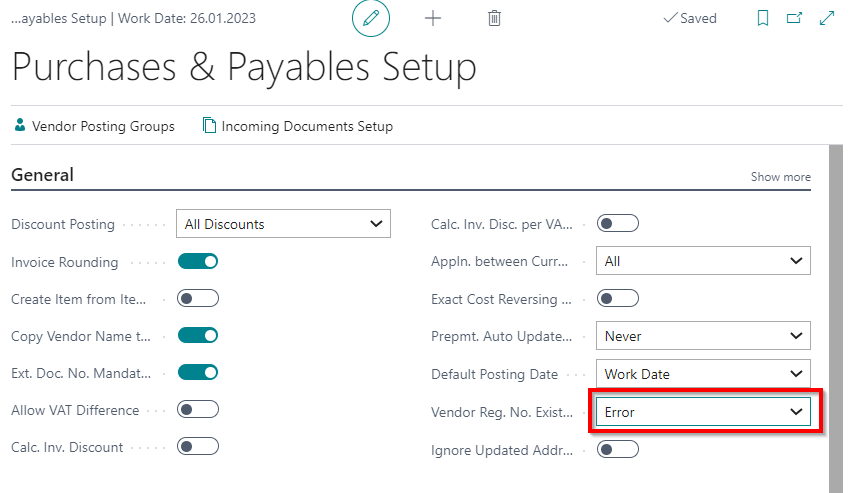 ...ayables Setup | Work Date: 26.01.2023
Saved
Purchases & Payables Setup
Vendor Posting Groups
Incoming Documents Setup
General
Show more
Discount Posting
All Discounts
Invoice Rounding
Create Item from Ite...
Copy Vendor Name t...
Ext. Doc. No. Mandat...
Allow VAT Difference
Calc. Inv. Discount
Calc. Inv. Disc. per VA...
Appln. between Curr...
All
Exact Cost Reversing ...
Prepmt. Auto Update...
Never
Default Posting Date
Work Date
Vendor Reg. No. Exist...
Error
Ignore Updated Addr...